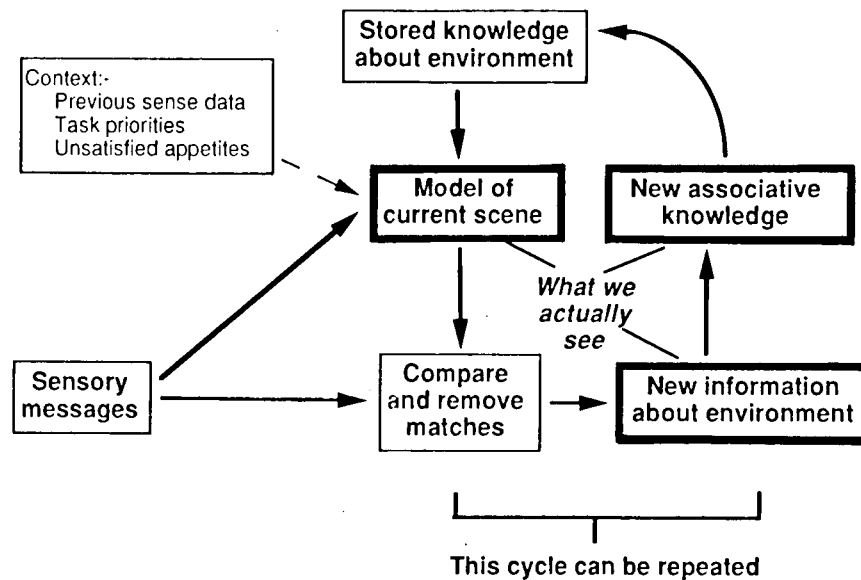 Stored knowledge
about environment
Context:-
Previous sense data
Task priorities
Unsatisfied appetites
Model of
current scene
New associative
knowledge
What we
actually
see
Sensory
messages
Compare
and remove
matches
New information
about environment
This cycle can be repeated